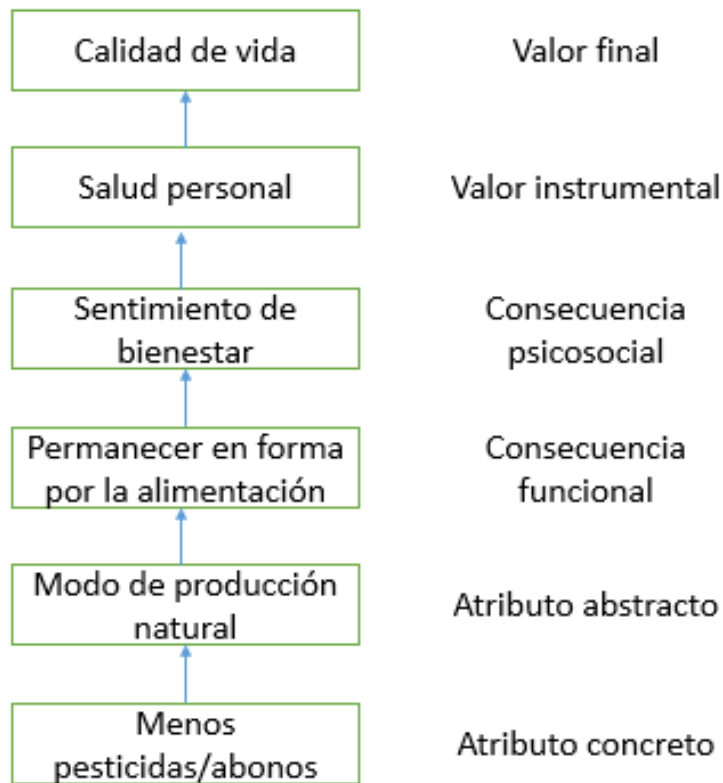 Calidad de vida
Valor final
Salud personal
Valor instrumental
Sentimiento de
bienestar
Consecuencia
psicosocial
Permanecer en forma
por la alimentación
Consecuencia
funcional
Modo de producción
natural
Atributo abstracto
Menos
pesticidas/abonos
Atributo concreto